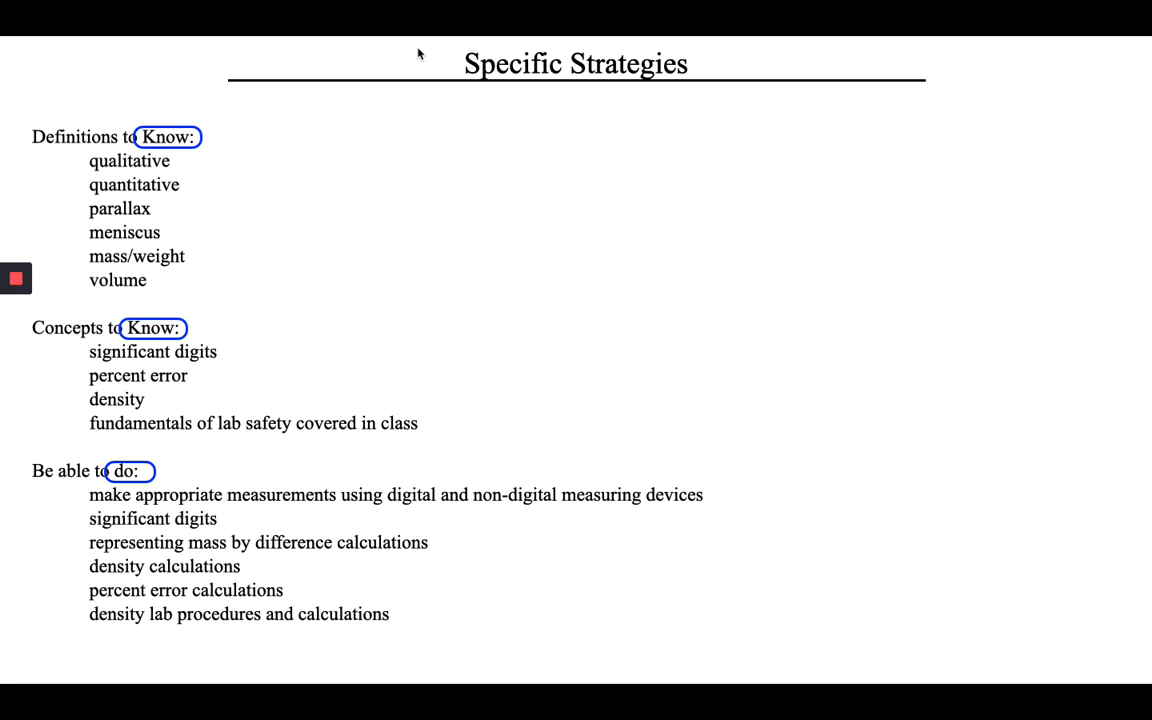 Specific Strategies
Definitions to Know:
qualitative
quantitative
parallax
meniscus
mass/weight
volume
Concepts to Know:
significant digits
percent error
density
fundamentals of lab safety covered in class
Be able to do:
make appropriate measurements using digital and non-digital measuring devices
significant digits
representing mass by difference calculations
density calculations
percent error calculations
density lab procedures and calculations